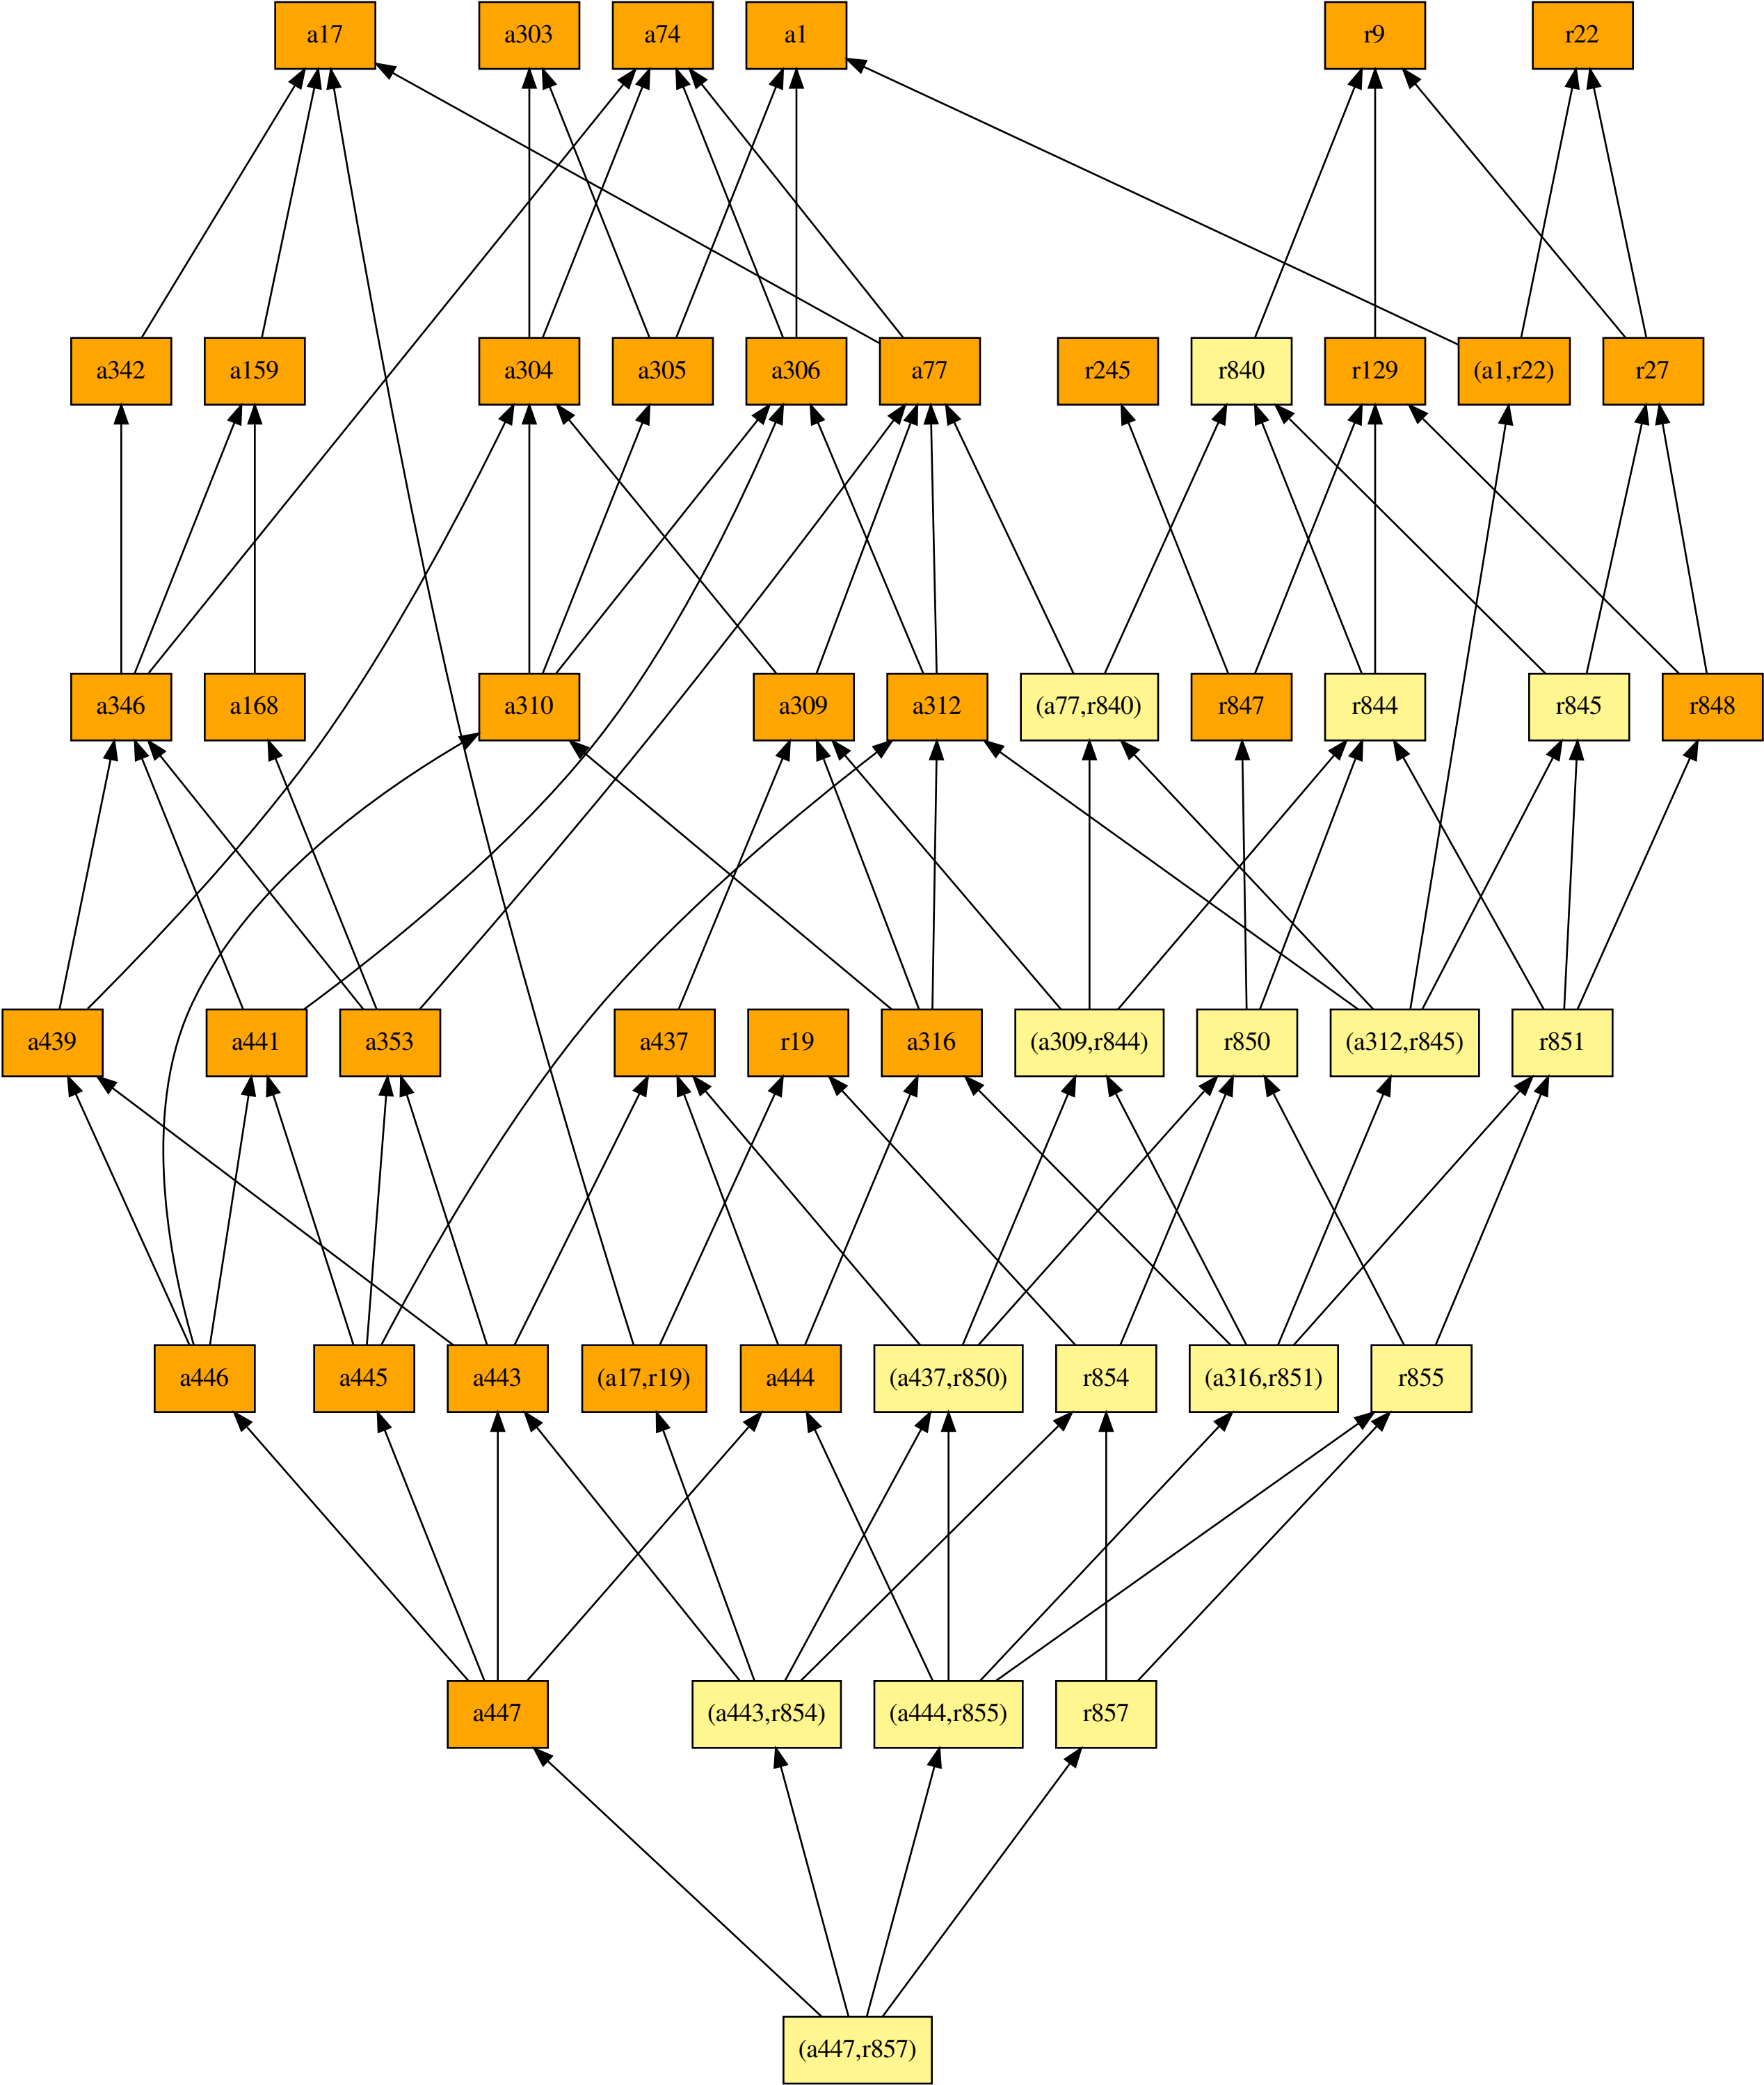 a17 a303 a74 a1 r9 r22
a342 a159 a304 a305 a306 a77 r245 r840 r129 (a1,r22) r27
a346 a168 a310 a309 a312 (a77,r840) r847 r844 r845 r848
a439 a441 a353 a437 r19 a316 (a309,r844) r850 (a312,r845) r851
a446 a445 a443 (a17,r19) a444 (a437,r850) r854 (a316,r851) r855
a447 (a443,r854) (a444,r855) r857
(a447,r857)